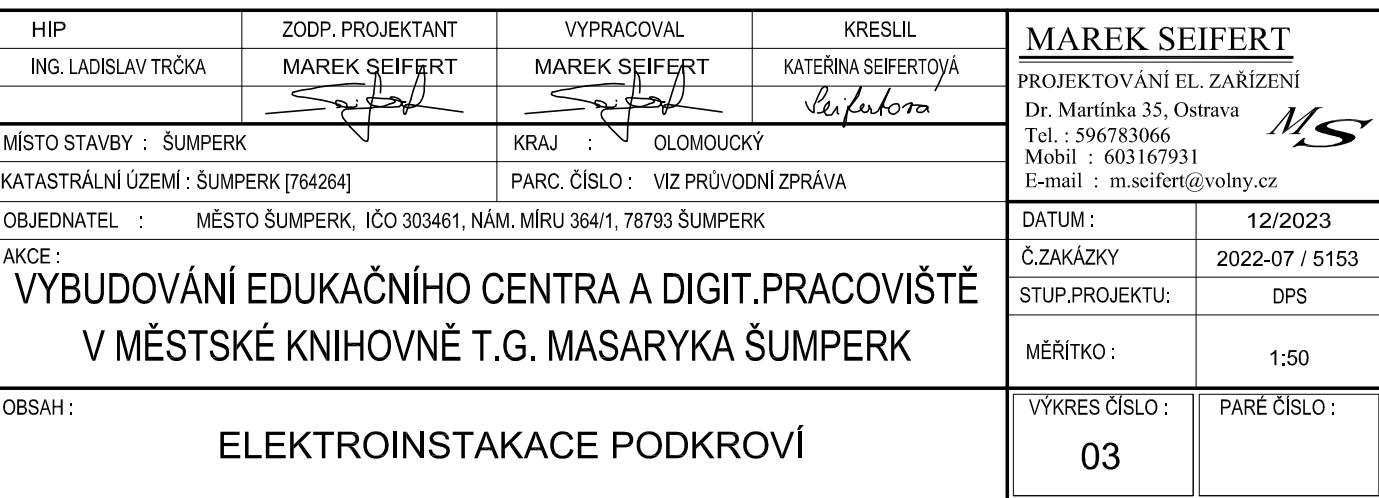 HIP ZODP. PROJEKTANT VYPRACOVAL KRESLIL
ING. LADISLAV TRČKA MAREK SEIFERT MAREK SEIFERT KATEŘINA SEIFERTOVÁ
Seifertová
MÍSTO STAVBY : ŠUMPERK KRAJ : OLOMOUCKÝ
KATASTRÁLNÍ ÚZEMÍ : ŠUMPERK [764264] PARC. ČÍSLO : VIZ PRŮVODNÍ ZPRÁVA
OBJEDNATEL : MĚSTO ŠUMPERK, IČO 303461, NÁM. MÍRU 364/1, 78793 ŠUMPERK
AKCE :
VYBUDOVÁNÍ EDUKAČNÍHO CENTRA A DIGIT.PRACOVIŠTĚ
V MĚSTSKÉ KNIHOVNĚ T.G. MASARYKA ŠUMPERK
OBSAH :
ELEKTROINSTAKACE PODKROVÍ
MAREK SEIFERT
PROJEKTOVÁNÍ EL. ZAŘÍZENÍ
Dr. Martínka 35, Ostrava
Tel. : 596783066
Mobil : 603167931
E-mail : m.seifert@volny.cz
MS
DATUM : 12/2023
Č.ZAKÁZKY 2022-07 / 5153
STUP.PROJEKTU: DPS
MĚŘÍTKO : 1:50
VÝKRES ČÍSLO : PARÉ ČÍSLO :
03